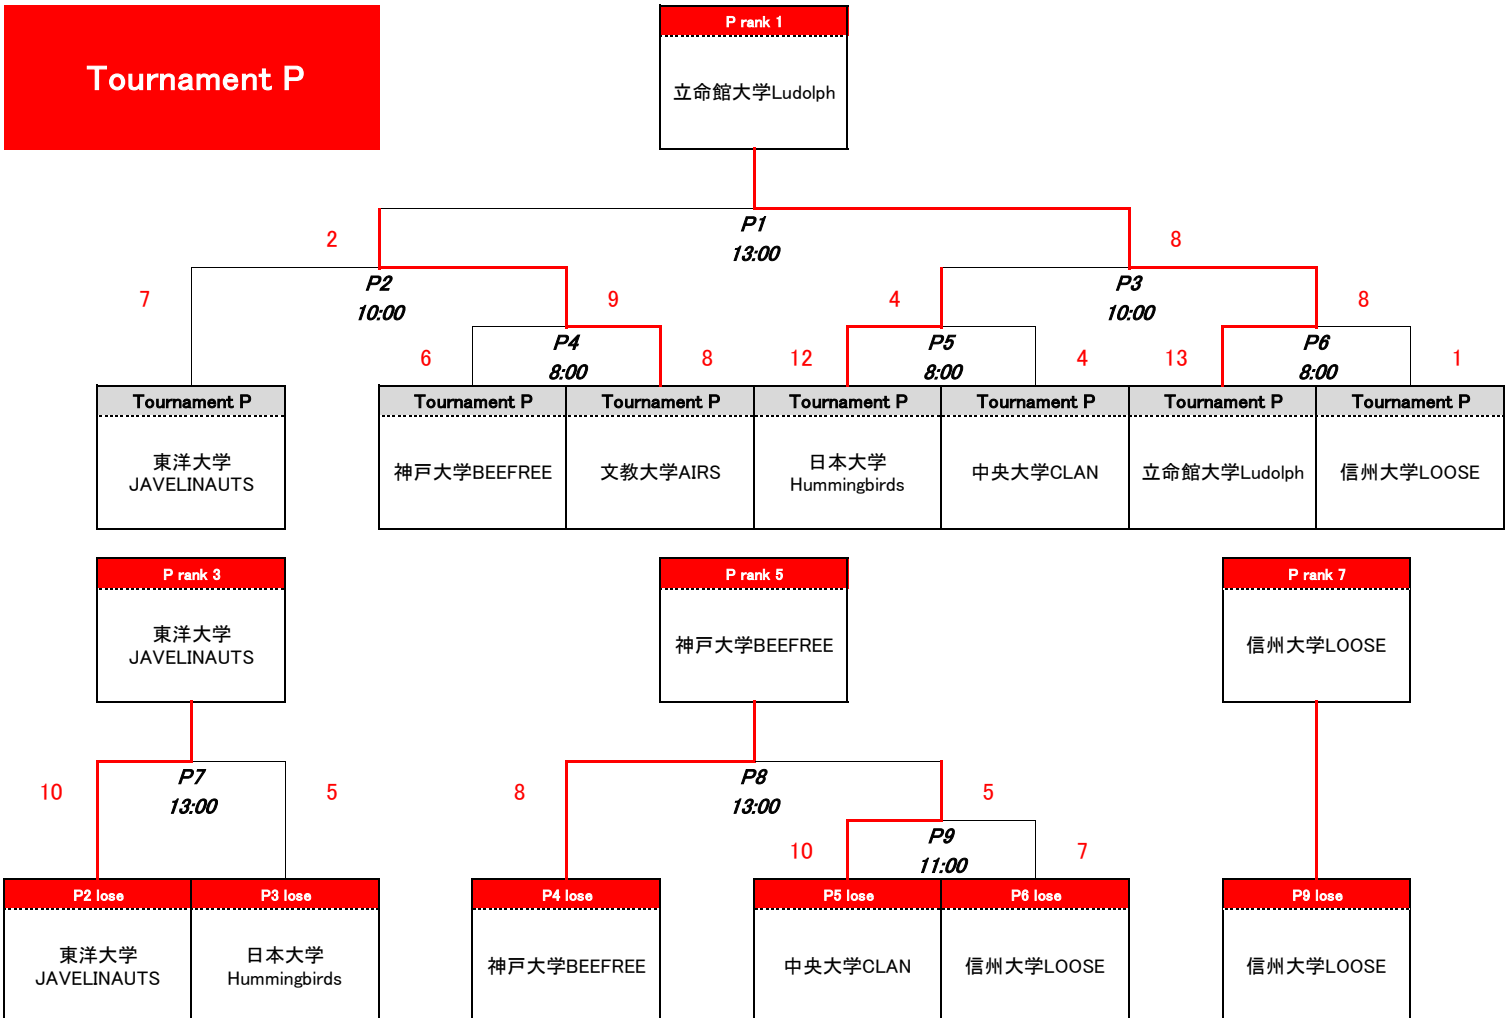 Tournament P
P rank 1
立命館大学Ludolph
P1
13:00
2
8
P2
10:00
P3
10:00
7
9
4
8
P4
8:00
P5
8:00
P6
8:00
6
8
12
4
13
1
Tournament P
Tournament P
Tournament P
Tournament P
Tournament P
Tournament P
Tournament P
東洋大学
JAVELINAUTS
神戸大学BEEFREE
文教大学AIRS
日本大学
Hummingbirds
中央大学CLAN
立命館大学Ludolph
信州大学LOOSE
P rank 3
東洋大学
JAVELINAUTS
P rank 5
神戸大学BEEFREE
P rank 7
信州大学LOOSE
P7
13:00
10
5
P8
13:00
8
5
P9
11:00
10
7
P2 lose
P3 lose
P4 lose
P5 lose
P6 lose
P9 lose
東洋大学
JAVELINAUTS
日本大学
Hummingbirds
神戸大学BEEFREE
中央大学CLAN
信州大学LOOSE
信州大学LOOSE